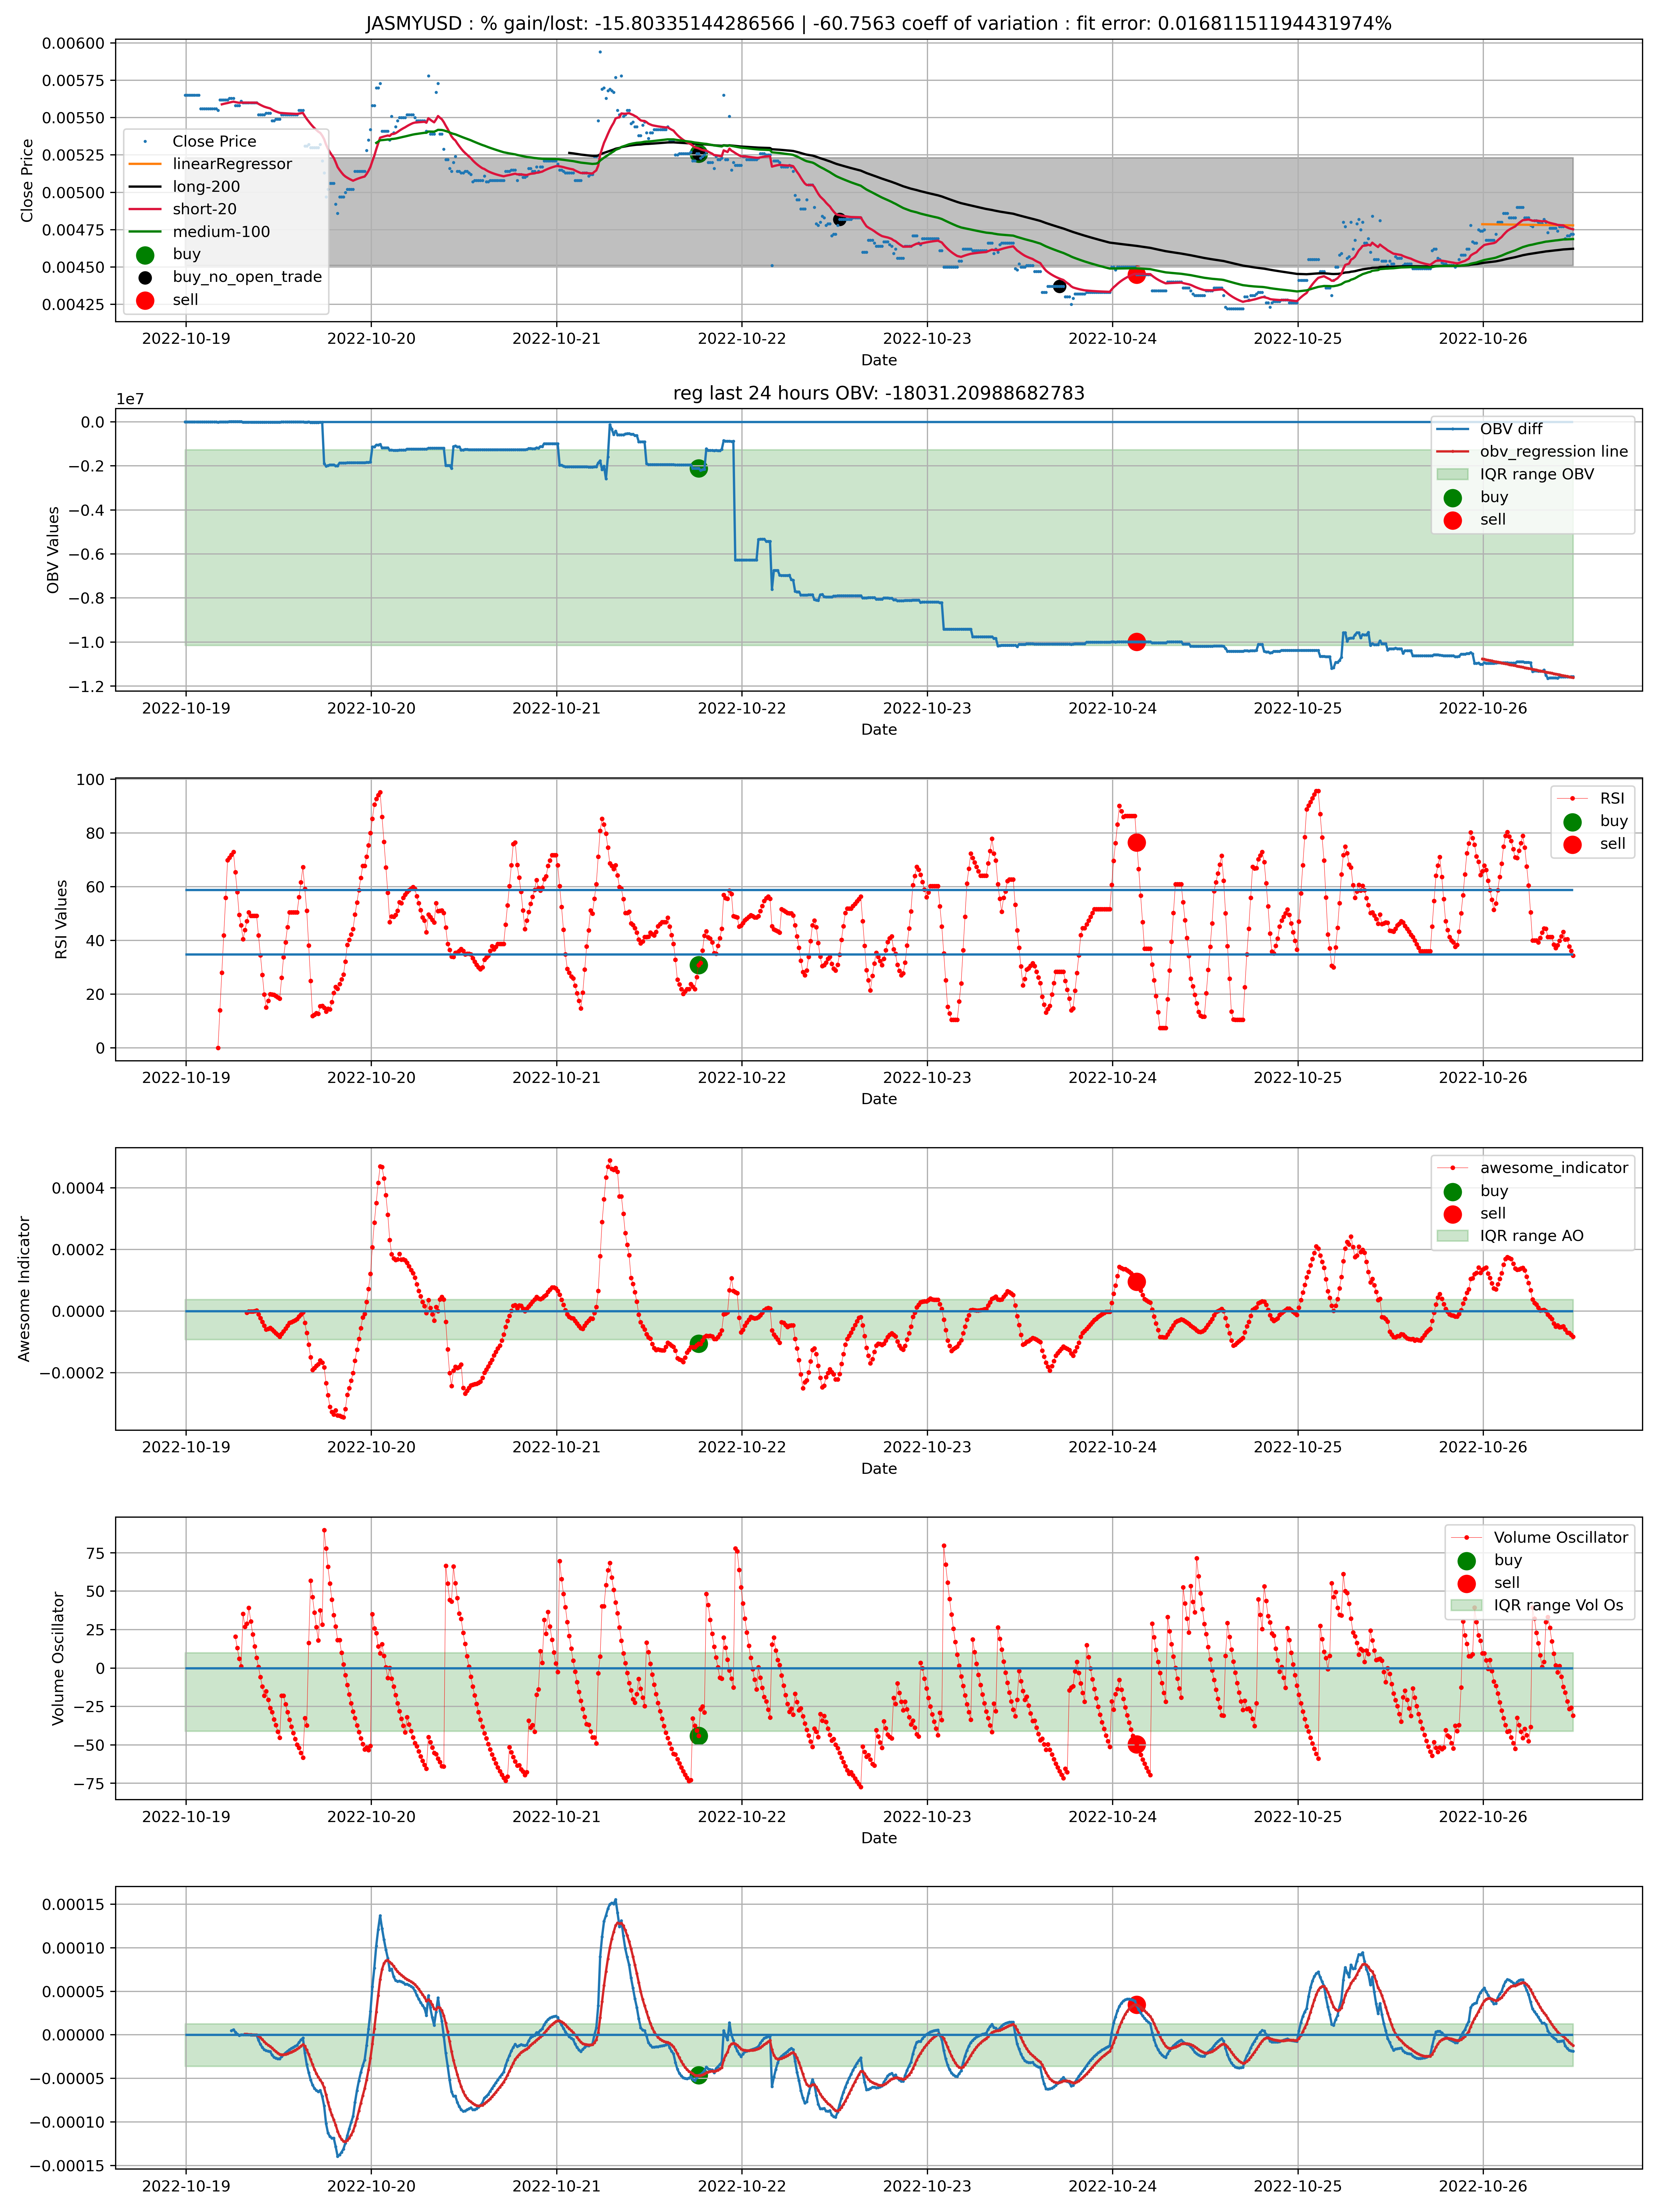 JASMYUSD : % gain/lost: -15.80335144286566 | -60.7563 coeff of variation : fit error: 0.01681151194431974%
0.00600
0.00575
0.00550
0.00525
0.00500
0.00475
0.00450
0.00425
Close Price
Close Price
linearRegressor
long-200
short-20
medium-100
buy
buy_no_open_trade
sell
2022-10-19 2022-10-20 2022-10-21 2022-10-22 2022-10-23 2022-10-24 2022-10-25 2022-10-26
Date
reg last 24 hours OBV: -18031.20988682783
1e7
0.0
−0.2
−0.4
−0.6
−0.8
−1.0
−1.2
OBV Values
OBV diff
obv_regression line
IQR range OBV
buy
sell
2022-10-19 2022-10-20 2022-10-21 2022-10-22 2022-10-23 2022-10-24 2022-10-25 2022-10-26
Date
100
80
60
40
20
0
RSI Values
RSI
buy
sell
2022-10-19 2022-10-20 2022-10-21 2022-10-22 2022-10-23 2022-10-24 2022-10-25 2022-10-26
Date
0.0004
0.0002
0.0000
−0.0002
Awesome Indicator
awesome_indicator
buy
sell
IQR range AO
2022-10-19 2022-10-20 2022-10-21 2022-10-22 2022-10-23 2022-10-24 2022-10-25 2022-10-26
Date
75
50
25
0
−25
−50
−75
Volume Oscillator
Volume Oscillator
buy
sell
IQR range Vol Os
2022-10-19 2022-10-20 2022-10-21 2022-10-22 2022-10-23 2022-10-24 2022-10-25 2022-10-26
Date
0.00015
0.00010
0.00005
0.00000
−0.00005
−0.00010
−0.00015
2022-10-19 2022-10-20 2022-10-21 2022-10-22 2022-10-23 2022-10-24 2022-10-25 2022-10-26